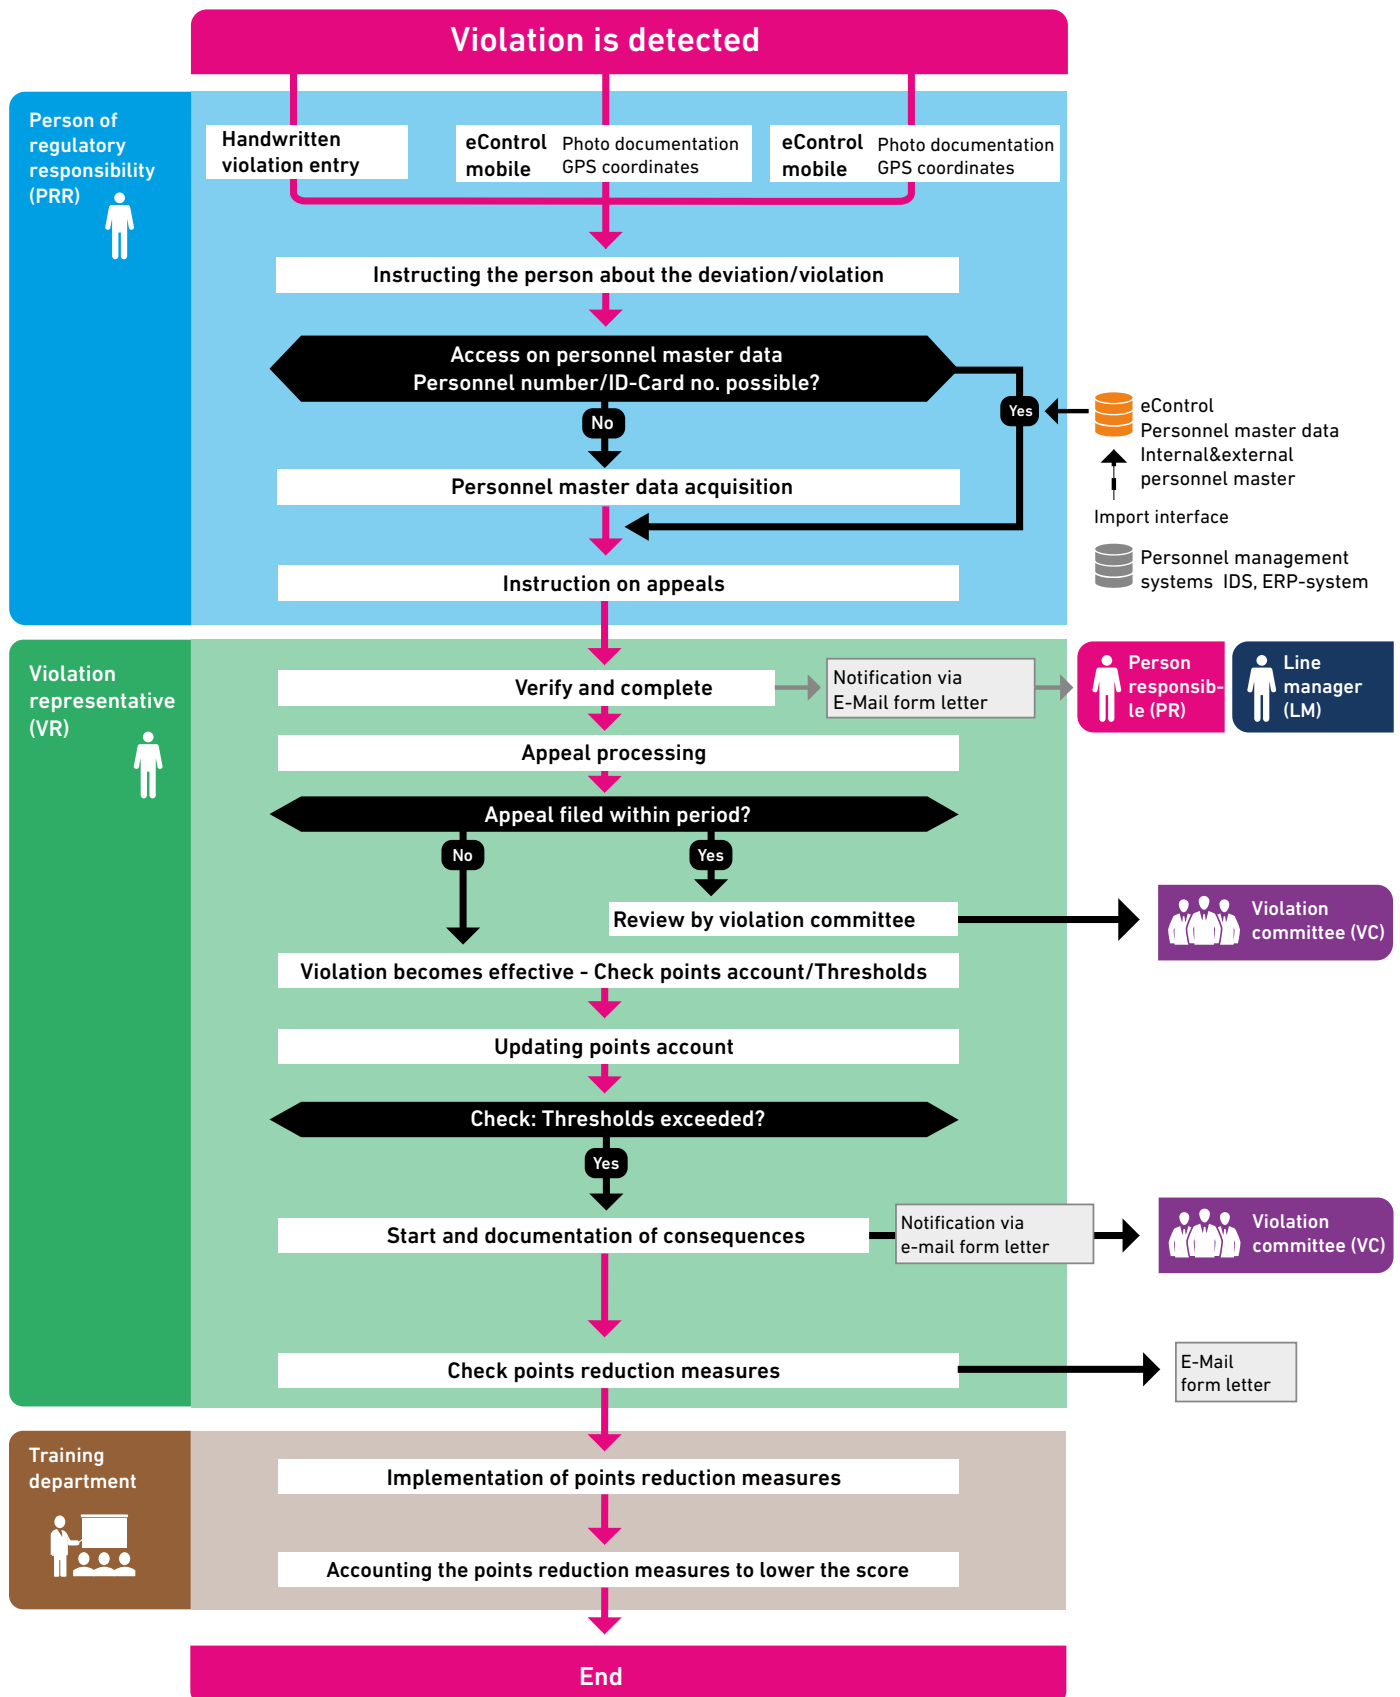 Violation is detected
Person of
regulatory
responsibility
(PRR)
Handwritten
violation entry
eControl
mobile
Photo documentation
GPS coordinates
eControl
mobile
Photo documentation
GPS coordinates
Instructing the person about the deviation/violation
Access on personnel master data
Personnel number/ID-Card no. possible?
No
Yes
eControl
Personnel master data
Internal&external
personnel master
Import interface
Personnel management
systems IDS, ERP-system
Personnel master data acquisition
Instruction on appeals
Violation
representative
(VR)
Verify and complete
Notification via
E-Mail form letter
Person
responsib-
le (PR)
Line
manager
(LM)
Appeal processing
Appeal filed within period?
No
Yes
Review by violation committee
Violation
committee (VC)
Violation becomes effective - Check points account/Thresholds
Updating points account
Check: Thresholds exceeded?
Yes
Start and documentation of consequences
Notification via
e-mail form letter
Violation
committee (VC)
Check points reduction measures
E-Mail
form letter
Training
department
Implementation of points reduction measures
Accounting the points reduction measures to lower the score
End